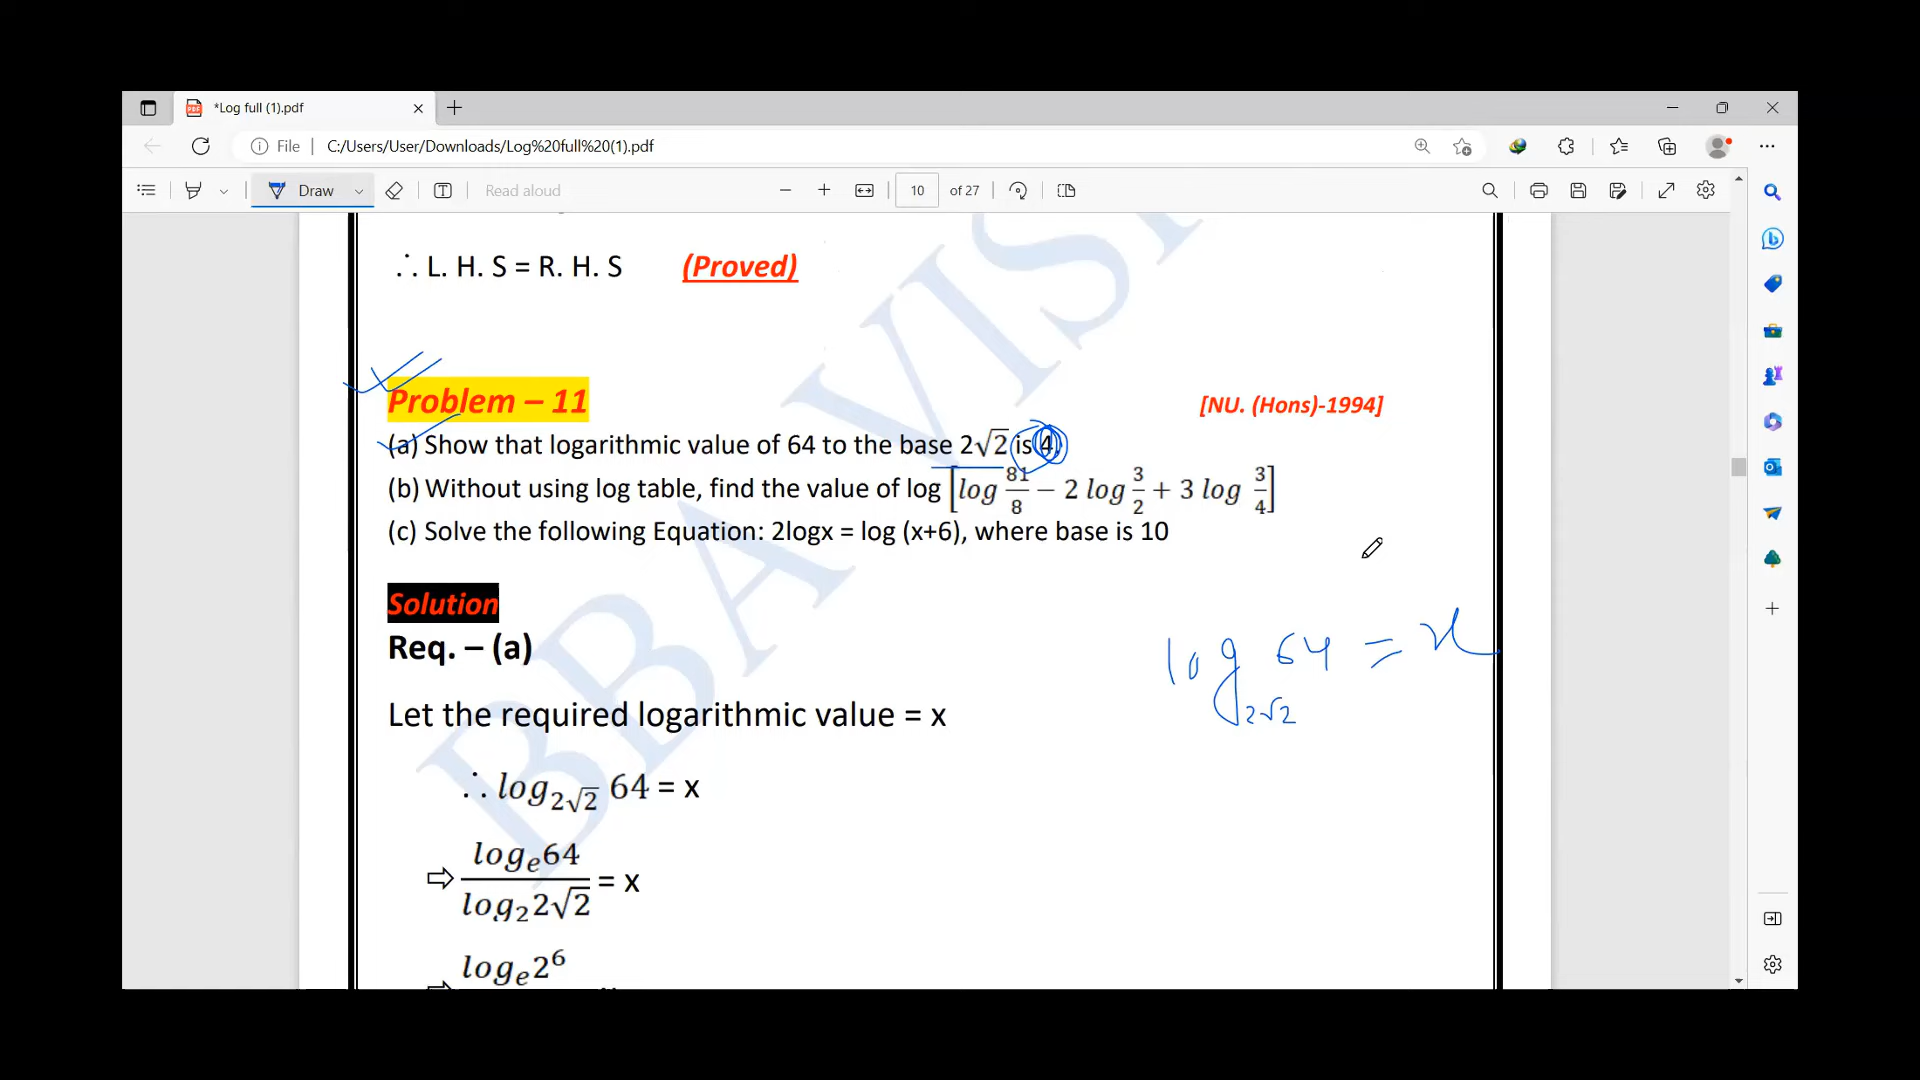 *Log full (1).pdf
File C:/Users/User/Downloads/Log%20full%20(1).pdf
Draw Read aloud 10 of 27
∴ L. H. S = R. H. S (Proved)
BBA VISI
Problem – 11 [NU. (Hons)-1994]
(a) Show that logarithmic value of 64 to the base 2√2 is 4.
(b) Without using log table, find the value of log [log 81/8 − 2 log 3/2 + 3 log 3/4]
(c) Solve the following Equation: 2logx = log (x+6), where base is 10
Solution
Req. – (a)
log 2√2 64 = x
Let the required logarithmic value = x
∴ log₂√₂ 64 = x
⇨ logₑ64 / log₂2√2 = x
logₑ2⁶